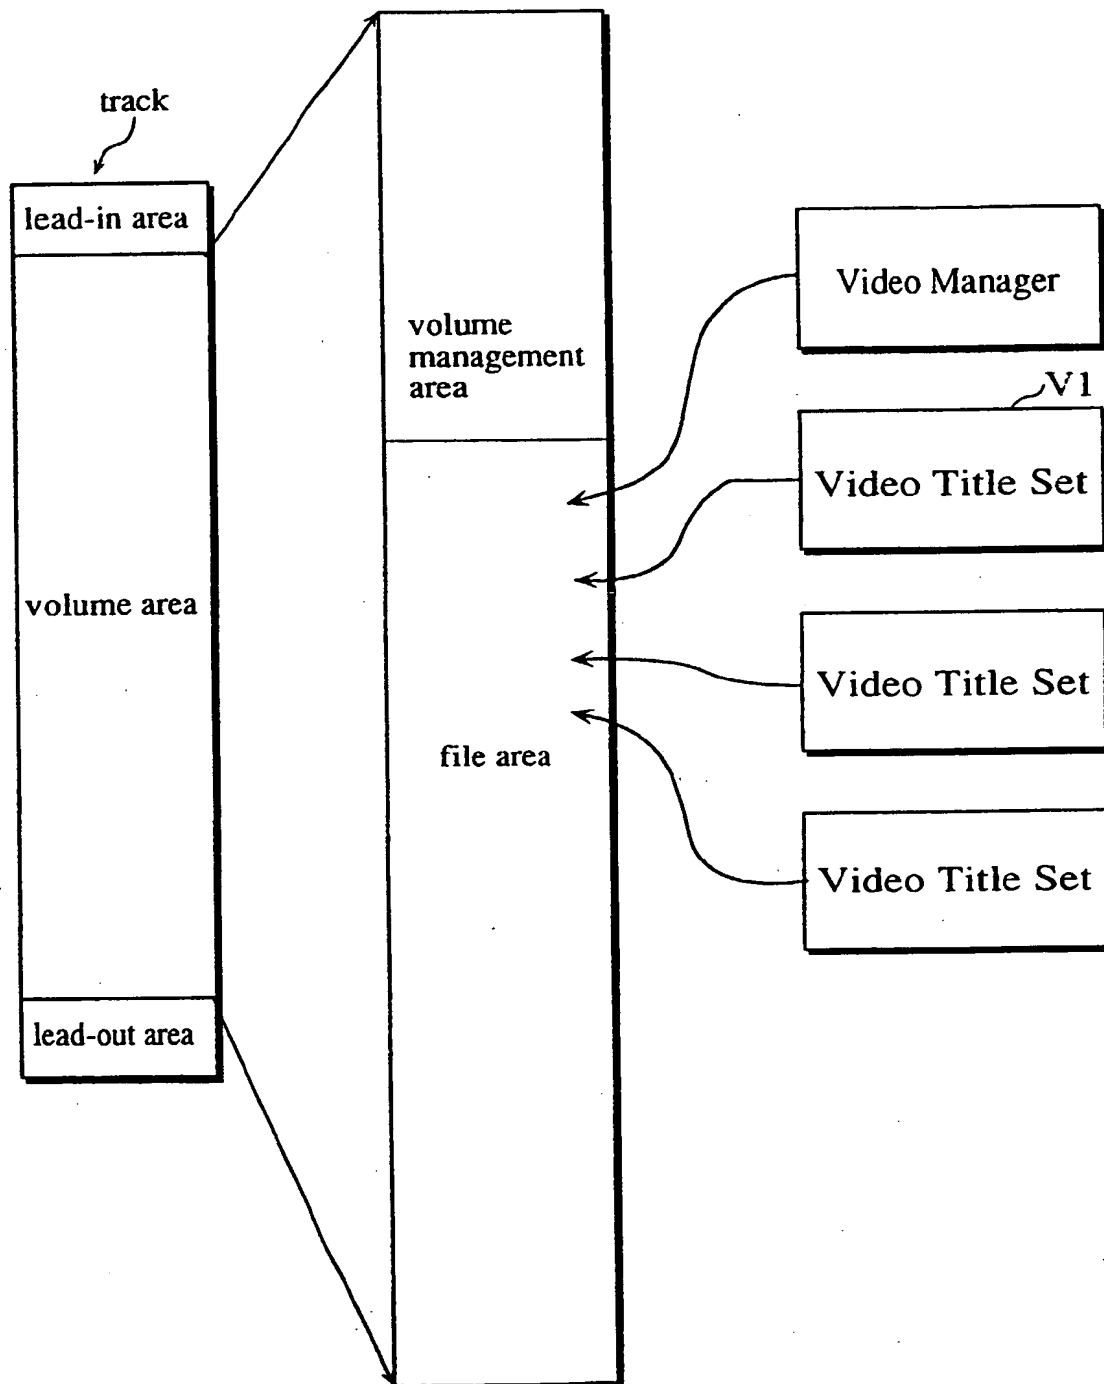 track
lead-in area
volume area
lead-out area
volume
management
area
file area
Video Manager
V1
Video Title Set
Video Title Set
Video Title Set